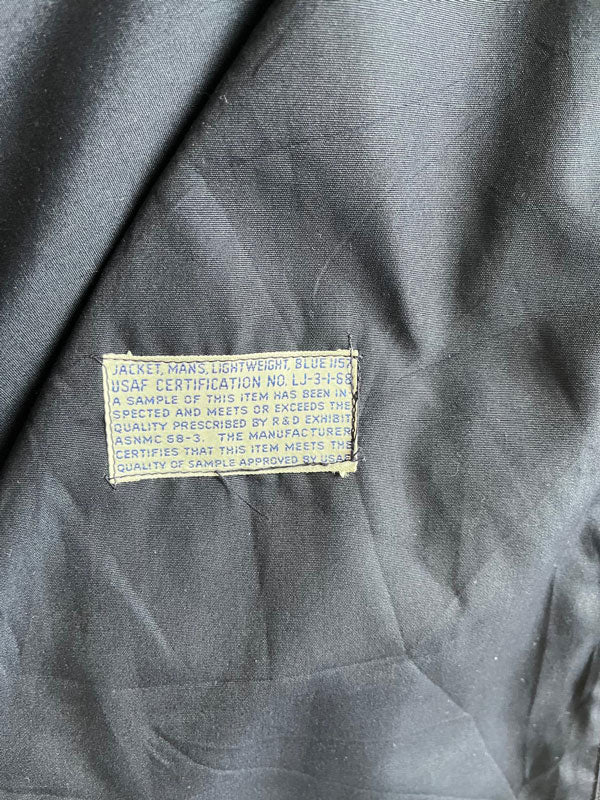 JACKET, MANS, LIGHTWEIGHT, BLUE 1157
USAF CERTIFICATION NO. LJ-3-1-68
A SAMPLE OF THIS ITEM HAS BEEN IN-
SPECTED AND MEETS OR EXCEEDS THE
QUALITY PRESCRIBED BY R&D EXHIBIT
ASNMC 58-3. THE MANUFACTURER
CERTIFIES THAT THIS ITEM MEETS THE
QUALITY OF SAMPLE APPROVED BY USAF